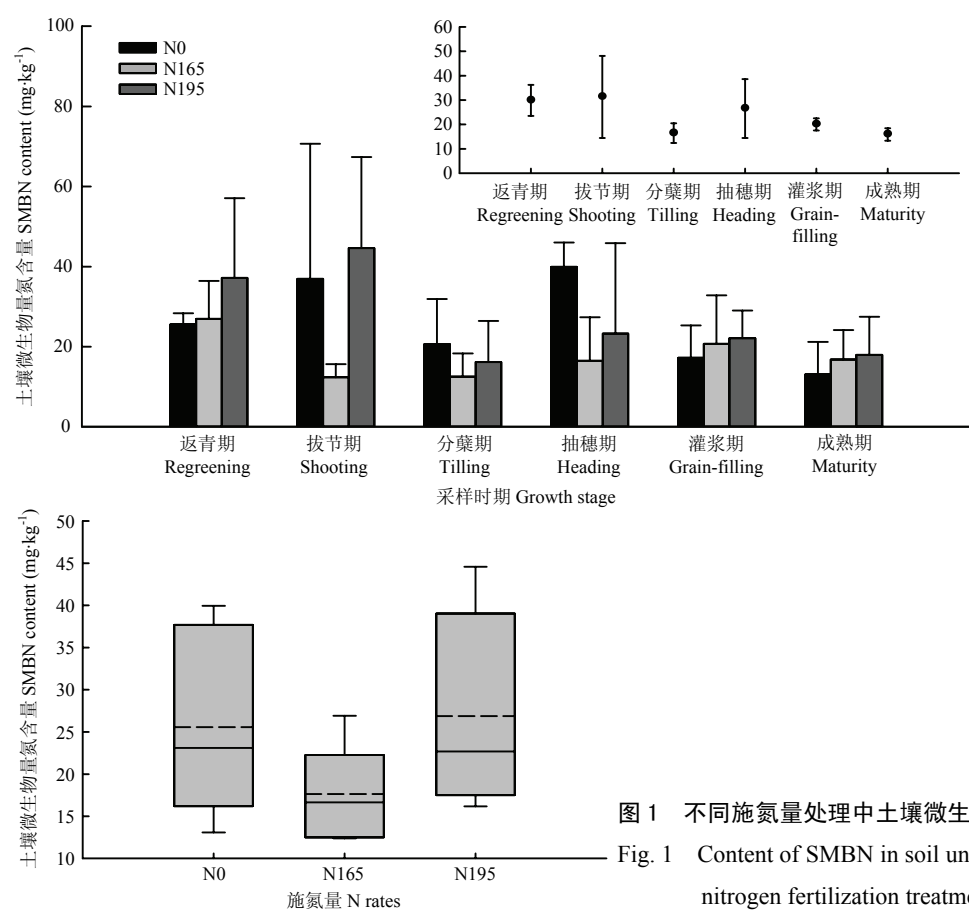 土壤微生物量氮含量 SMBN content (mg·kg-1)
100
80
60
40
20
0
N0
N165
N195
60
50
40
30
20
10
0
返青期 拔节期 分蘖期 抽穗期 灌浆期 成熟期
Regreening Shooting Tilling Heading Grain-filling Maturity
返青期 拔节期 分蘖期 抽穗期 灌浆期 成熟期
Regreening Shooting Tilling Heading Grain-filling Maturity
采样时期 Growth stage
土壤微生物量氮含量 SMBN content (mg·kg-1)
50
45
40
35
30
25
20
15
10
N0 N165 N195
施氮量 N rates
图 1 不同施氮量处理中土壤微生
Fig. 1 Content of SMBN in soil un
nitrogen fertilization treatme